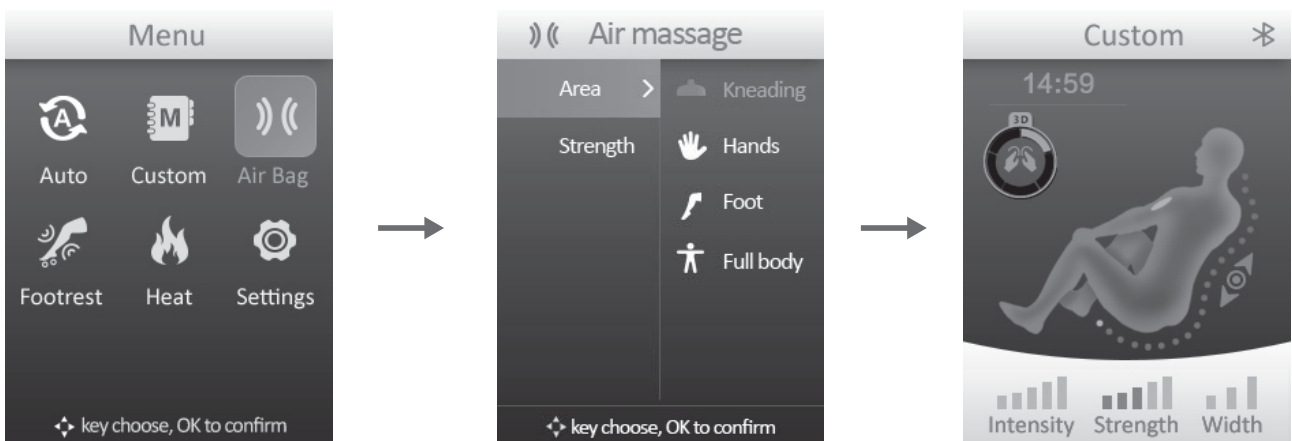 Menu
A
M
Auto
Custom
Air Bag
Footrest
Heat
Settings
key choose, OK to confirm
Air massage
Area
Kneading
Strength
Hands
Foot
Full body
key choose, OK to confirm
Custom
14:59
3D
Intensity
Strength
Width